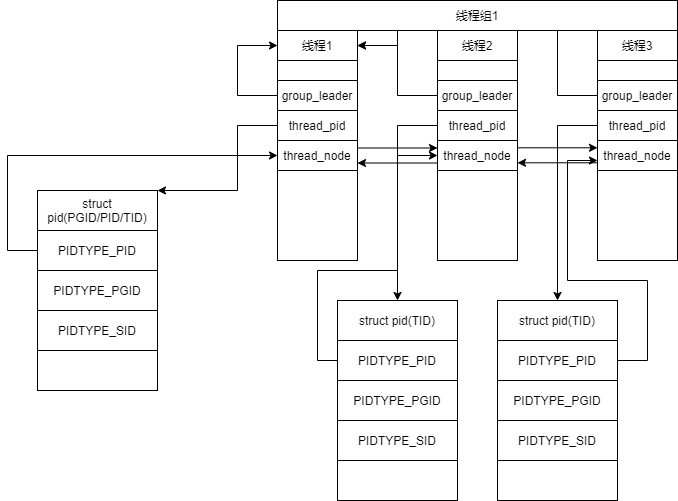 线程组1
线程1
线程2
线程3
group_leader
group_leader
group_leader
thread_pid
thread_pid
thread_pid
thread_node
thread_node
thread_node
struct
pid(PGID/PID/TID)
PIDTYPE_PID
PIDTYPE_PGID
PIDTYPE_SID
struct pid(TID)
PIDTYPE_PID
PIDTYPE_PGID
PIDTYPE_SID
struct pid(TID)
PIDTYPE_PID
PIDTYPE_PGID
PIDTYPE_SID